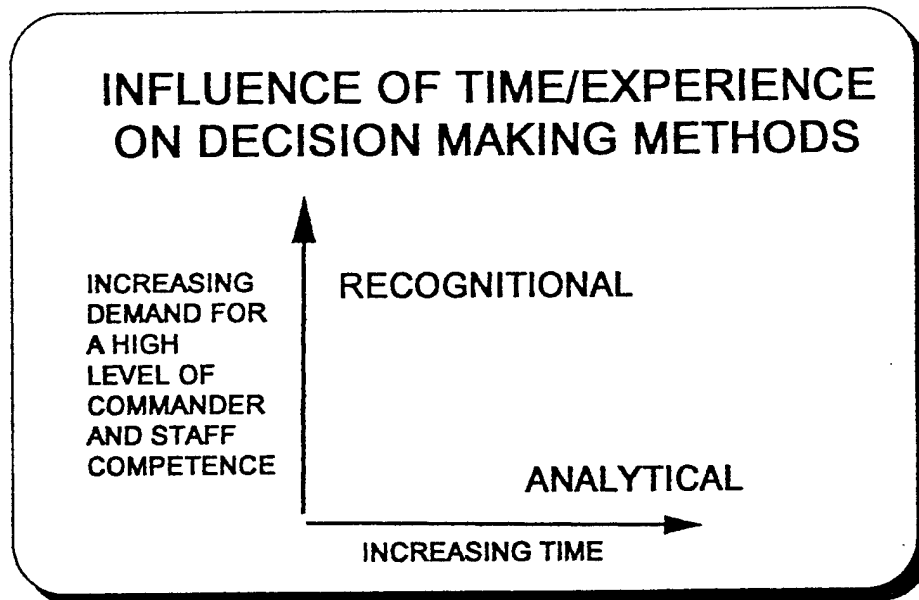 INFLUENCE OF TIME/EXPERIENCE
ON DECISION MAKING METHODS
INCREASING
DEMAND FOR
A HIGH
LEVEL OF
COMMANDER
AND STAFF
COMPETENCE
RECOGNITIONAL
ANALYTICAL
INCREASING TIME